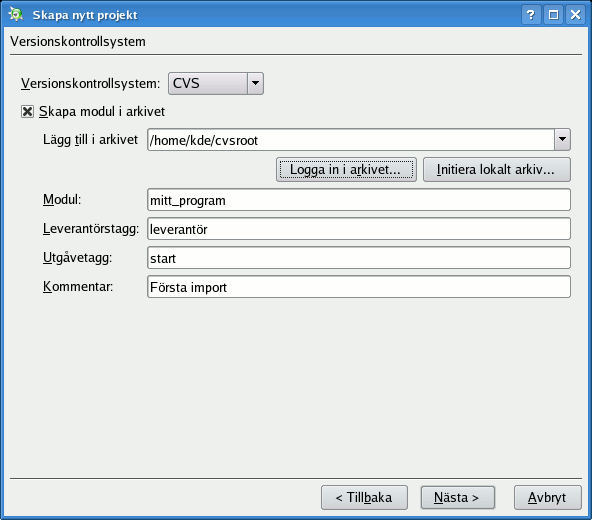 Skapa nytt projekt
Versionskontrollsystem
Versionskontrollsystem: CVS
Skapa modul i arkivet
Lägg till i arkivet /home/kde/cvsroot
Logga in i arkivet... Initiera lokalt arkiv...
Modul: mitt_program
Leverantörstagg: leverantör
Utgåvetagg: start
Kommentar: Första import
< Tillbaka Nästa > Avbryt